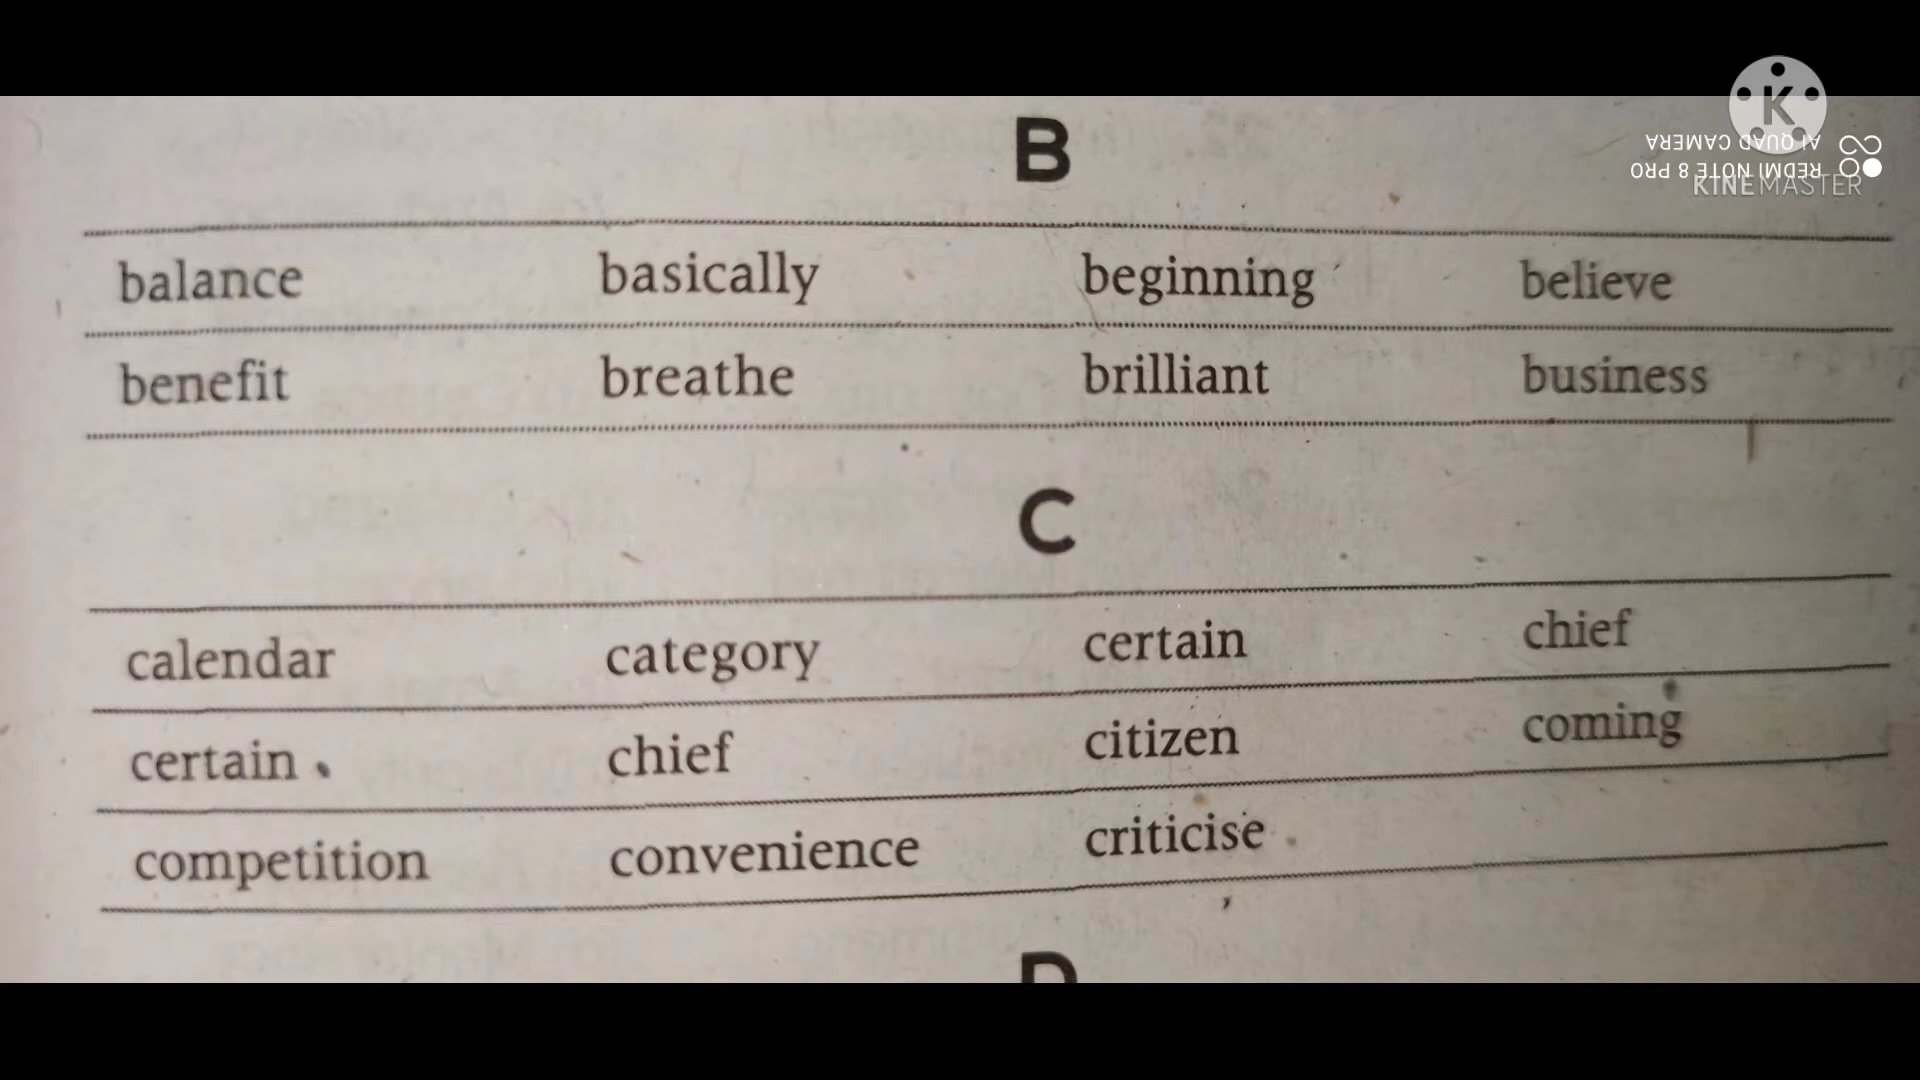 B
K
AI QUAD CAMERA
REDMI NOTE 8 PRO
KINEMASTER
balance basically beginning believe
benefit breathe brilliant business
C
calendar category certain chief
certain chief citizen coming
competition convenience criticise
D